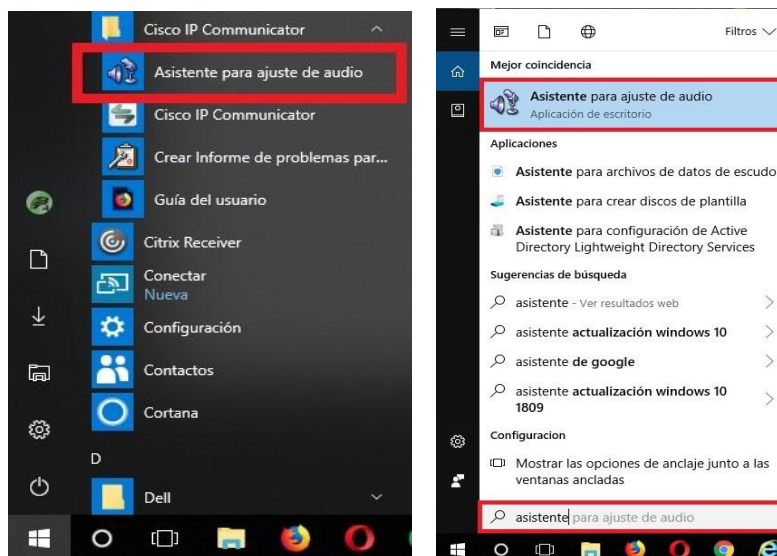 Cisco IP Communicator
Asistente para ajuste de audio
Cisco IP Communicator
Crear Informe de problemas par...
Guía del usuario
Citrix Receiver
Conectar
Nueva
Configuración
Contactos
Cortana
D
Dell
Filtros
Mejor coincidencia
Asistente para ajuste de audio
Aplicación de escritorio
Aplicaciones
Asistente para archivos de datos de escudo
Asistente para crear discos de plantilla
Asistente para configuración de Active
Directory Lightweight Directory Services
Sugerencias de búsqueda
asistente - Ver resultados web
asistente actualización windows 10
asistente de google
asistente actualización windows 10
1809
Configuracion
Mostrar las opciones de anclaje junto a las
ventanas ancladas
asistente para ajuste de audio